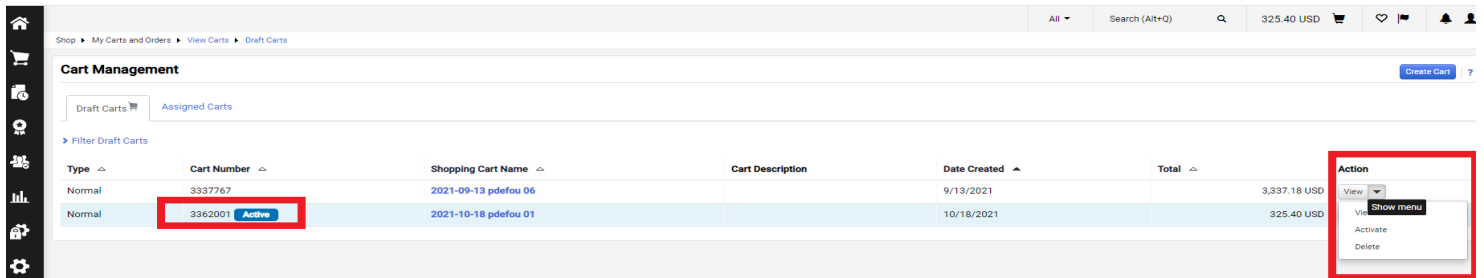 All Search (Alt+Q) 325.40 USD
Shop My Carts and Orders View Carts Draft Carts
Cart Management
Create Cart ?
Draft Carts Assigned Carts
Filter Draft Carts
Type Cart Number Shopping Cart Name Cart Description Date Created Total Action
Normal 3337767 2021-09-13 pdefou 06 9/13/2021 3,337.18 USD View
Show menu
Normal 3362001 Active 2021-10-18 pdefou 01 10/18/2021 325.40 USD
Activate
Delete